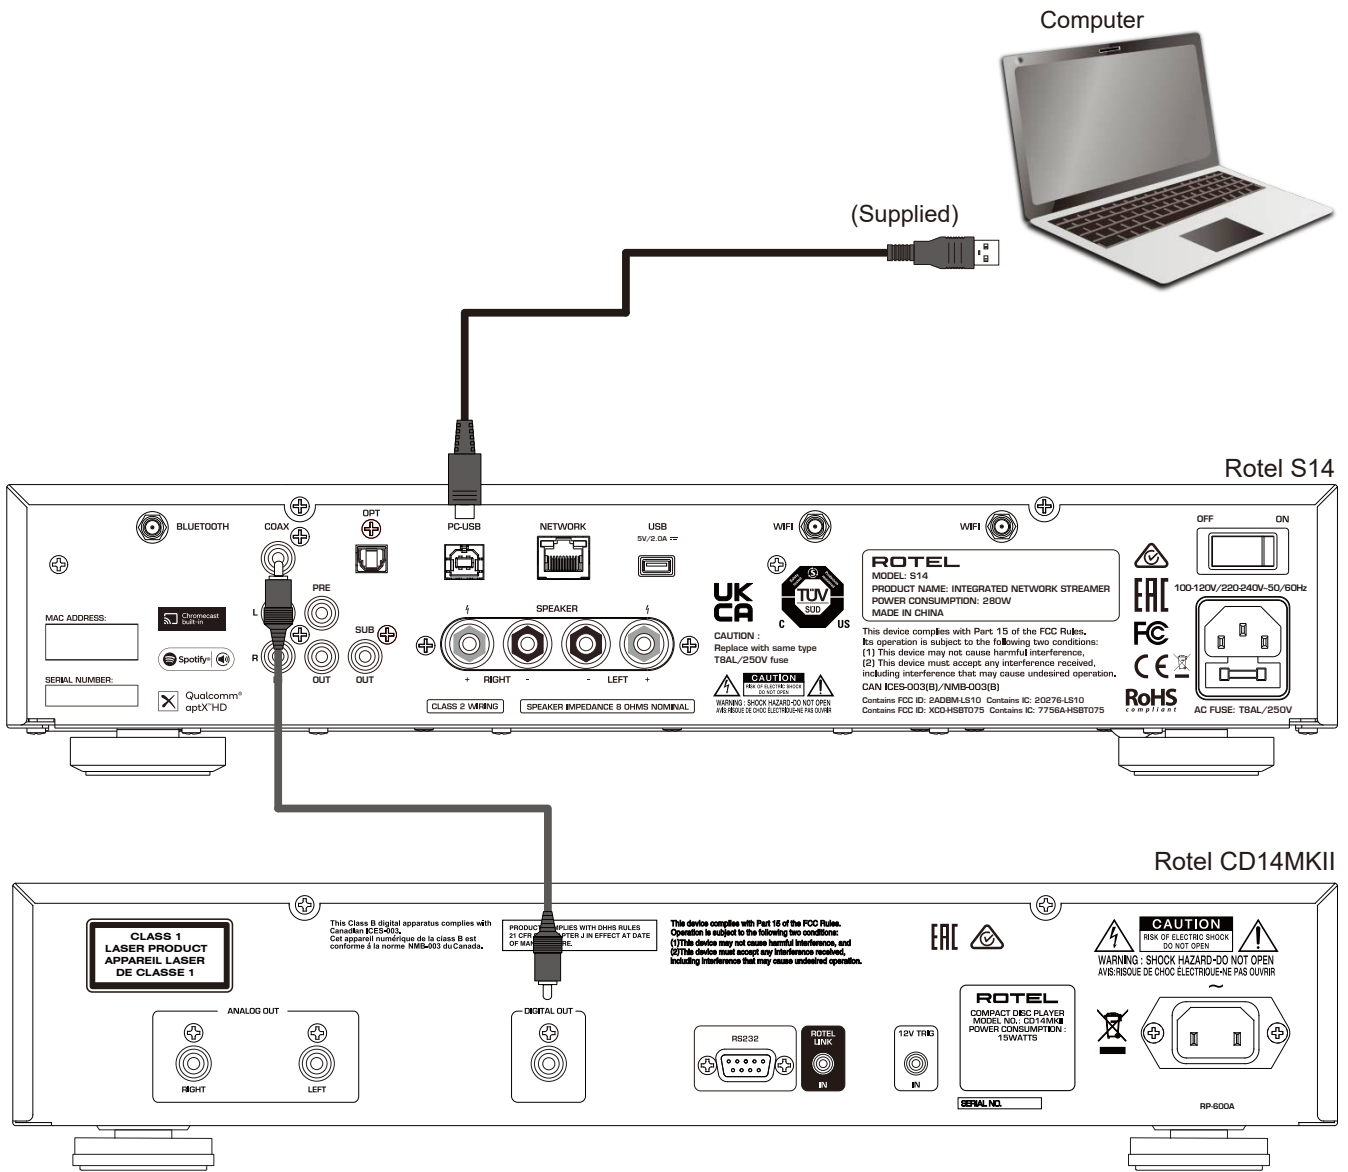 Computer
(Supplied)
Rotel S14
BLUETOOTH
COAX
OPT
PC-USB
NETWORK
USB
5V/2.0A
WIFI
WIFI
OFF
ON
PRE
L
R
SUB
OUT
OUT
MAC ADDRESS:
SERIAL NUMBER:
Chromecast
built-in
Spotify®
Qualcomm®
aptX™HD
SPEAKER
+ RIGHT -
- LEFT +
CLASS 2 WIRING
SPEAKER IMPEDANCE 8 OHMS NOMINAL
UK
CA
TÜV
SÜD
C
US
CAUTION :
Replace with same type
T8AL/250V fuse
CAUTION
RISK OF ELECTRIC SHOCK
DO NOT OPEN
WARNING : SHOCK HAZARD-DO NOT OPEN
AVIS: RISQUE DE CHOC ÉLECTRIQUE-NE PAS OUVRIR
ROTEL
MODEL: S14
PRODUCT NAME: INTEGRATED NETWORK STREAMER
POWER CONSUMPTION: 280W
MADE IN CHINA
This device complies with Part 15 of the FCC Rules.
Its operation is subject to the following two conditions:
(1) This device may not cause harmful interference,
(2) This device must accept any interference received,
including interference that may cause undesired operation.
CAN ICES-003(B)/NMB-003(B)
Contains FCC ID: 2ADBM-LS10 Contains IC: 20276-LS10
Contains FCC ID: XCO-HSBT075 Contains IC: 7756A-HSBT075
EAC
FC
CE
RoHS
compliant
100-120V/220-240V~50/60Hz
AC FUSE: T8AL/250V
Rotel CD14MKII
CLASS 1
LASER PRODUCT
APPAREIL LASER
DE CLASSE 1
This Class B digital apparatus complies with
Canadian ICES-003.
Cet appareil numérique de la class B est
conforme á la norme NMB-003 du Canada.
PRODUCT COMPLIES WITH DHHS RULES
21 CFR CHAPTER J IN EFFECT AT DATE
OF
This device complies with Part 15 of the FCC Rules.
Operation is subject to the following two conditions:
(1)This device may not cause harmful interference, and
(2)This device must accept any interference received,
including interference that may cause undesired operation.
EAC
CAUTION
RISK OF ELECTRIC SHOCK
DO NOT OPEN
WARNING : SHOCK HAZARD-DO NOT OPEN
AVIS:RISQUE DE CHOC ÉLECTRIQUE-NE PAS OUVRIR
~
ANALOG OUT
RIGHT
LEFT
DIGITAL OUT
RS232
ROTEL
LINK
IN
12V TRIG
IN
ROTEL
COMPACT DISC PLAYER
MODEL NO. : CD14MKII
POWER CONSUMPTION :
15WATTS
SERIAL NO.
RP-600A